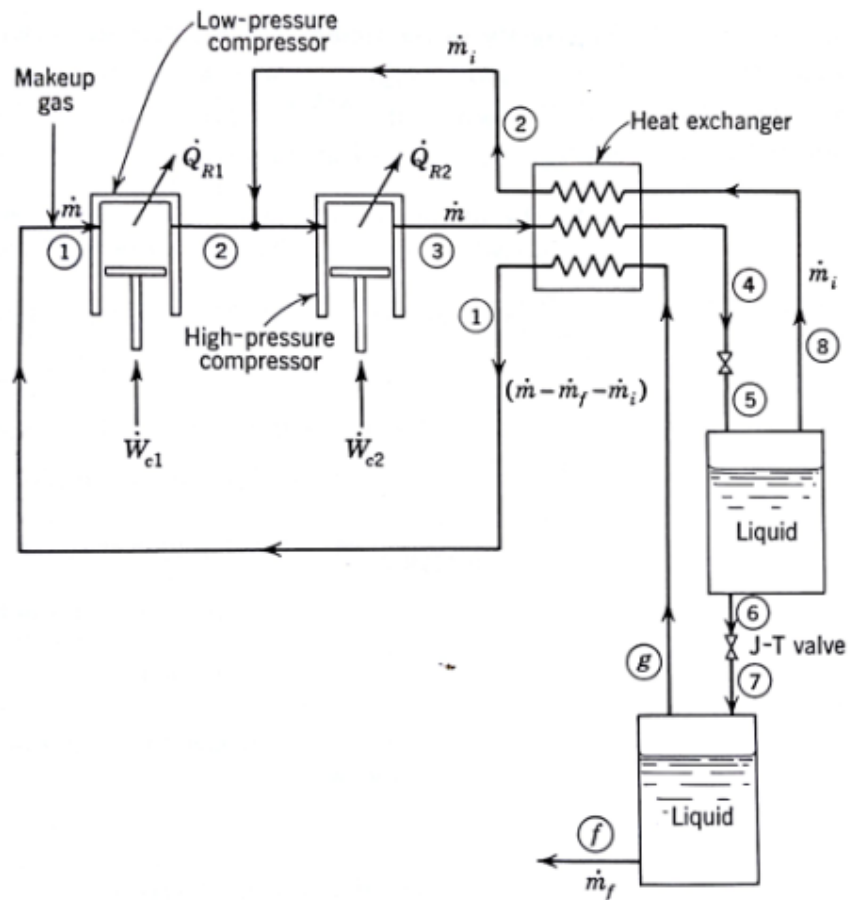 Low-pressure
compressor
Makeup
gas
ṁ
Q̇R1
Q̇R2
ṁi
②
Heat exchanger
①
②
③
ṁ
①
④
ṁi
⑧
High-pressure
compressor
(ṁ − ṁf − ṁi)
⑤
Ẇc1
Ẇc2
Liquid
⑥
J-T valve
ⓖ
⑦
Liquid
ⓕ
ṁf